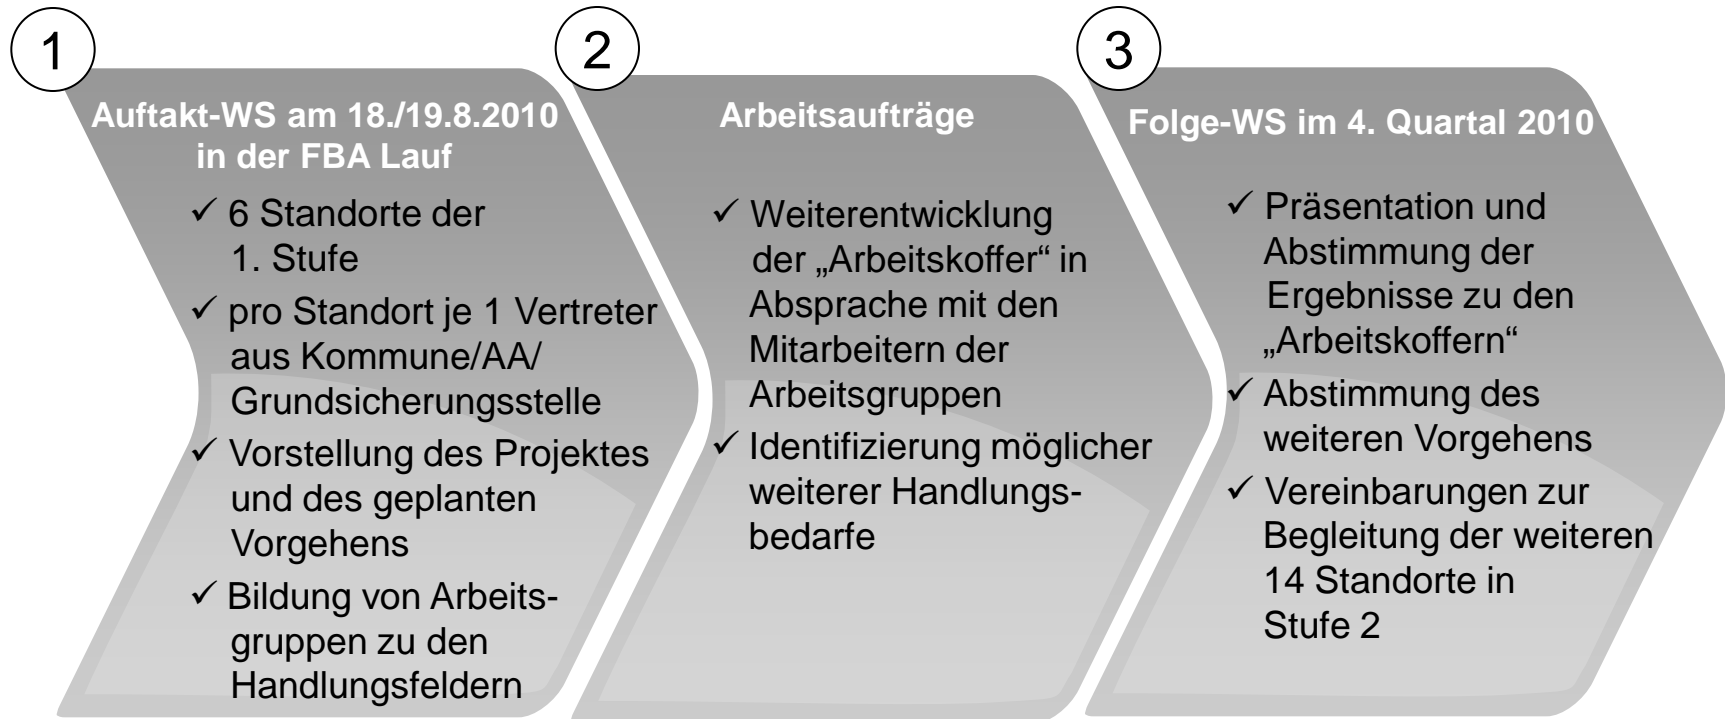 1
Auftakt-WS am 18./19.8.2010
in der FBA Lauf
✓ 6 Standorte der
1. Stufe
✓ pro Standort je 1 Vertreter
aus Kommune/AA/
Grundsicherungsstelle
✓ Vorstellung des Projektes
und des geplanten
Vorgehens
✓ Bildung von Arbeits-
gruppen zu den
Handlungsfeldern
2
Arbeitsaufträge
✓ Weiterentwicklung
der „Arbeitskoffer“ in
Absprache mit den
Mitarbeitern der
Arbeitsgruppen
✓ Identifizierung möglicher
weiterer Handlungs-
bedarfe
3
Folge-WS im 4. Quartal 2010
✓ Präsentation und
Abstimmung der
Ergebnisse zu den
„Arbeitskoffern“
✓ Abstimmung des
weiteren Vorgehens
✓ Vereinbarungen zur
Begleitung der weiteren
14 Standorte in
Stufe 2